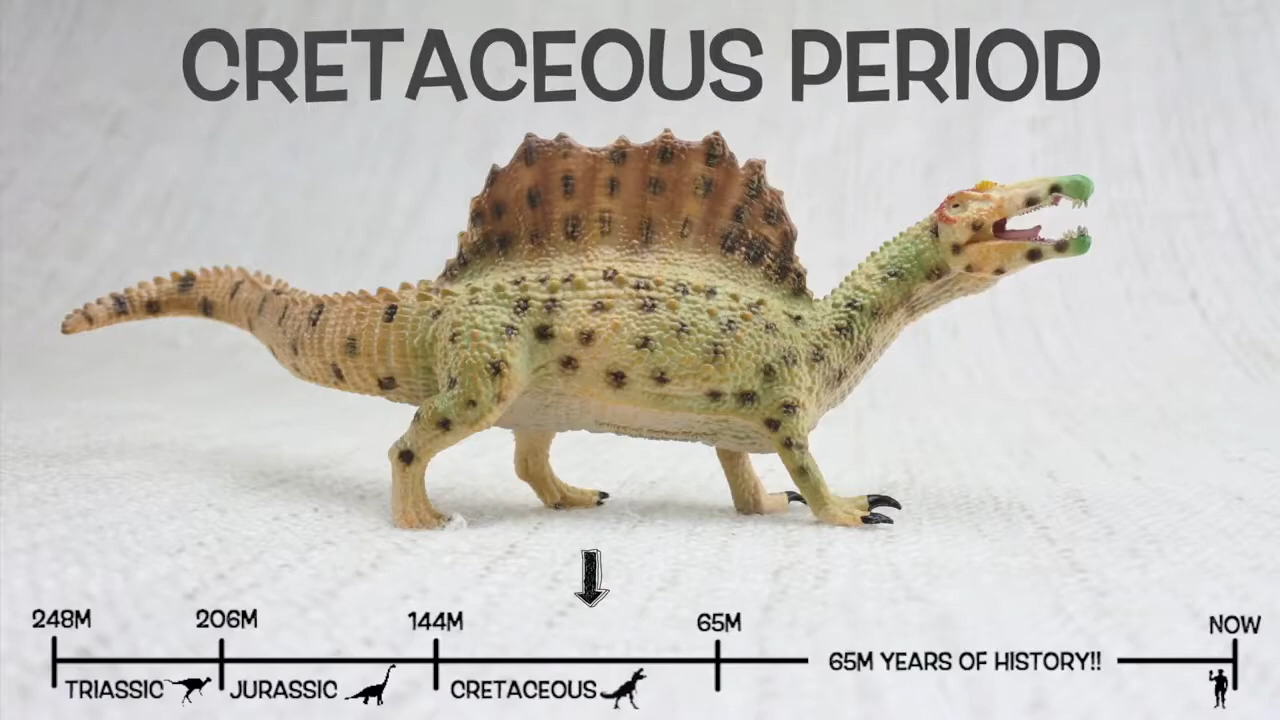 CRETACEOUS PERIOD
248M 206M 144M 65M NOW
65M YEARS OF HISTORY!!
TRIASSIC JURASSIC CRETACEOUS